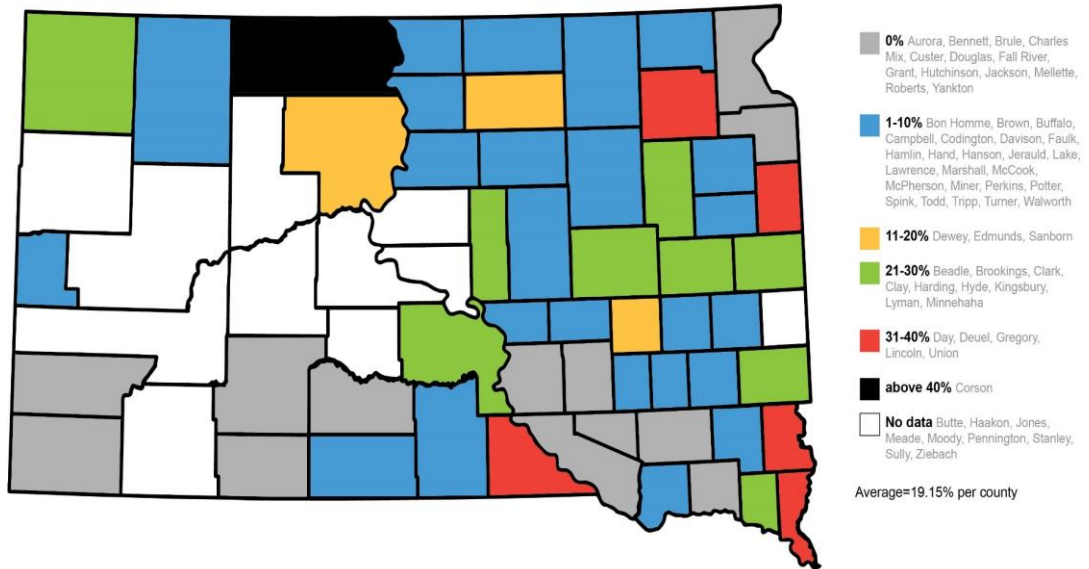 0% Aurora, Bennett, Brule, Charles
Mix, Custer, Douglas, Fall River,
Grant, Hutchinson, Jackson, Mellette,
Roberts, Yankton
1-10% Bon Homme, Brown, Buffalo,
Campbell, Codington, Davison, Faulk,
Hamlin, Hand, Hanson, Jerauld, Lake,
Lawrence, Marshall, McCook,
McPherson, Miner, Perkins, Potter,
Spink, Todd, Tripp, Turner, Walworth
11-20% Dewey, Edmunds, Sanborn
21-30% Beadle, Brookings, Clark,
Clay, Harding, Hyde, Kingsbury,
Lyman, Minnehaha
31-40% Day, Deuel, Gregory,
Lincoln, Union
above 40% Corson
No data Butte, Haakon, Jones,
Meade, Moody, Pennington, Stanley,
Sully, Ziebach
Average=19.15% per county